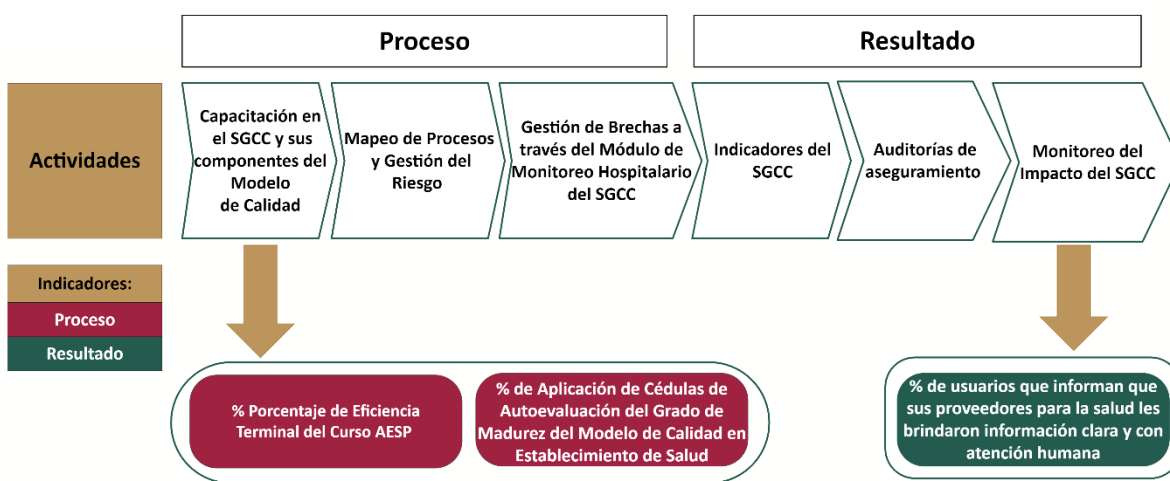 Proceso
Resultado
Actividades
Capacitación en
el SGCC y sus
componentes del
Modelo
de Calidad
Mapeo de Procesos
y Gestión del
Riesgo
Gestión de Brechas a
través del Módulo de
Monitoreo Hospitalario
del SGCC
Indicadores del
SGCC
Auditorías de
aseguramiento
Monitoreo del
Impacto del SGCC
Indicadores:
Proceso
Resultado
% Porcentaje de Eficiencia
Terminal del Curso AESP
% de Aplicación de Cédulas de
Autoevaluación del Grado de
Madurez del Modelo de Calidad en
Establecimiento de Salud
% de usuarios que informan que
sus proveedores para la salud les
brindaron información clara y con
atención humana